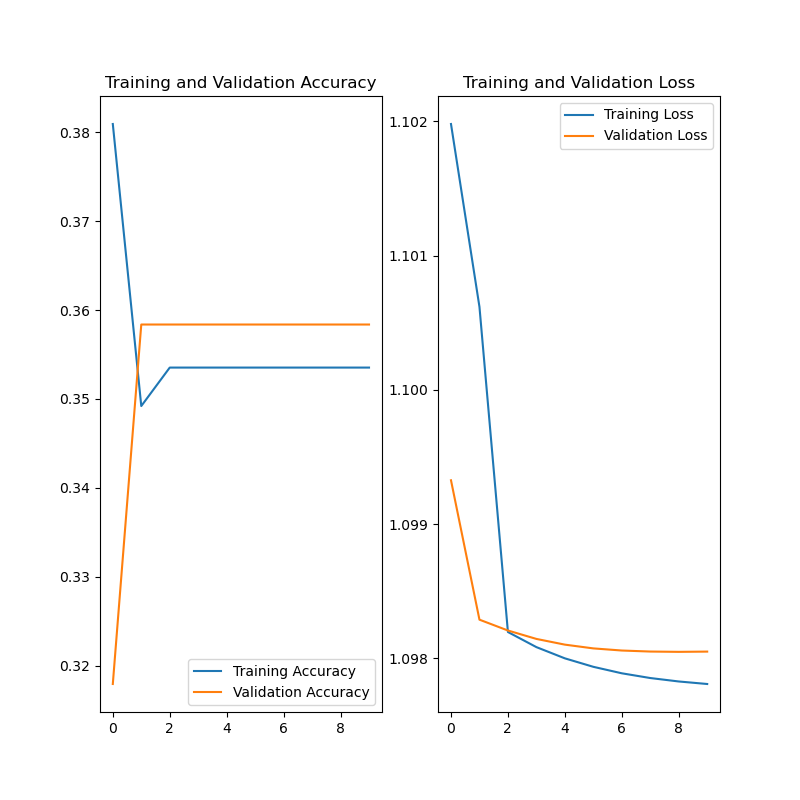 Training and Validation Accuracy
0.38
0.37
0.36
0.35
0.34
0.33
0.32
0 2 4 6 8
Training Accuracy
Validation Accuracy
Training and Validation Loss
1.102
1.101
1.100
1.099
1.098
0 2 4 6 8
Training Loss
Validation Loss